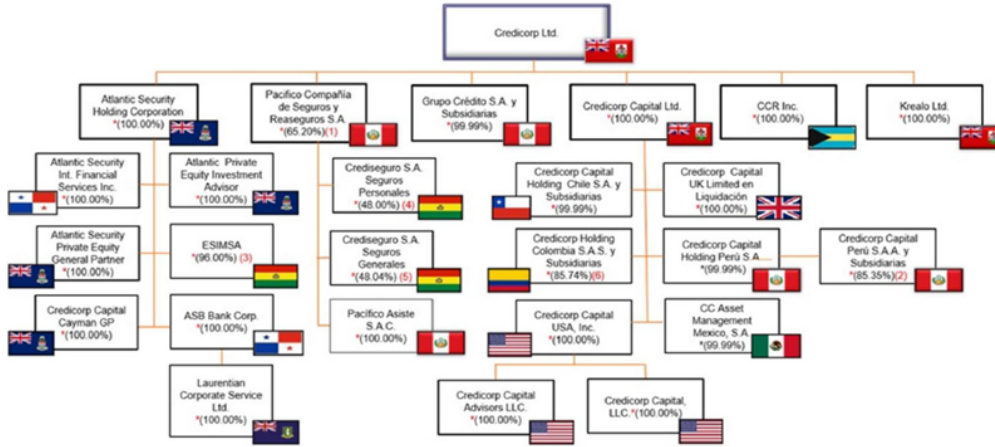 Credicorp Ltd.
Atlantic Security
Holding Corporation
*(100.00%)
Pacifico Compañía
de Seguros y
Reaseguros S.A.
*(65.20%)(1)
Grupo Crédito S.A. y
Subsidiarias
*(99.99%)
Credicorp Capital Ltd.
*(100.00%)
CCR Inc.
*(100.00%)
Krealo Ltd.
*(100.00%)
Atlantic Security
Int. Financial
Services Inc.
*(100.00%)
Atlantic Private
Equity Investment
Advisor
*(100.00%)
Crediseguro S.A.
Seguros
Personales
*(48.00%) (4)
Credicorp Capital
Holding Chile S.A. y
Subsidiarias
*(99.99%)
Credicorp Capital
UK Limited en
Liquidación
*(100.00%)
Atlantic Security
Private Equity
General Partner
*(100.00%)
ESIMSA
*(96.00%) (3)
Crediseguro S.A.
Seguros
Generales
*(48.04%) (5)
Credicorp Holding
Colombia S.A.S. y
Subsidiarias
*(85.74%)(6)
Credicorp Capital
Holding Perú S.A
*(99.99%)
Credicorp Capital
Perú S.A.A. y
Subsidiarias
*(85.35%)(2)
Credicorp Capital
Cayman GP
*(100.00%)
ASB Bank Corp.
*(100.00%)
Pacífico Asiste
S.A.C.
*(100.00%)
Credicorp Capital
USA, Inc.
*(100.00%)
CC Asset
Management
Mexico, S.A
*(99.99%)
Laurentian
Corporate Service
Ltd.
*(100.00%)
Credicorp Capital
Advisors LLC.
*(100.00%)
Credicorp Capital,
LLC.*(100.00%)